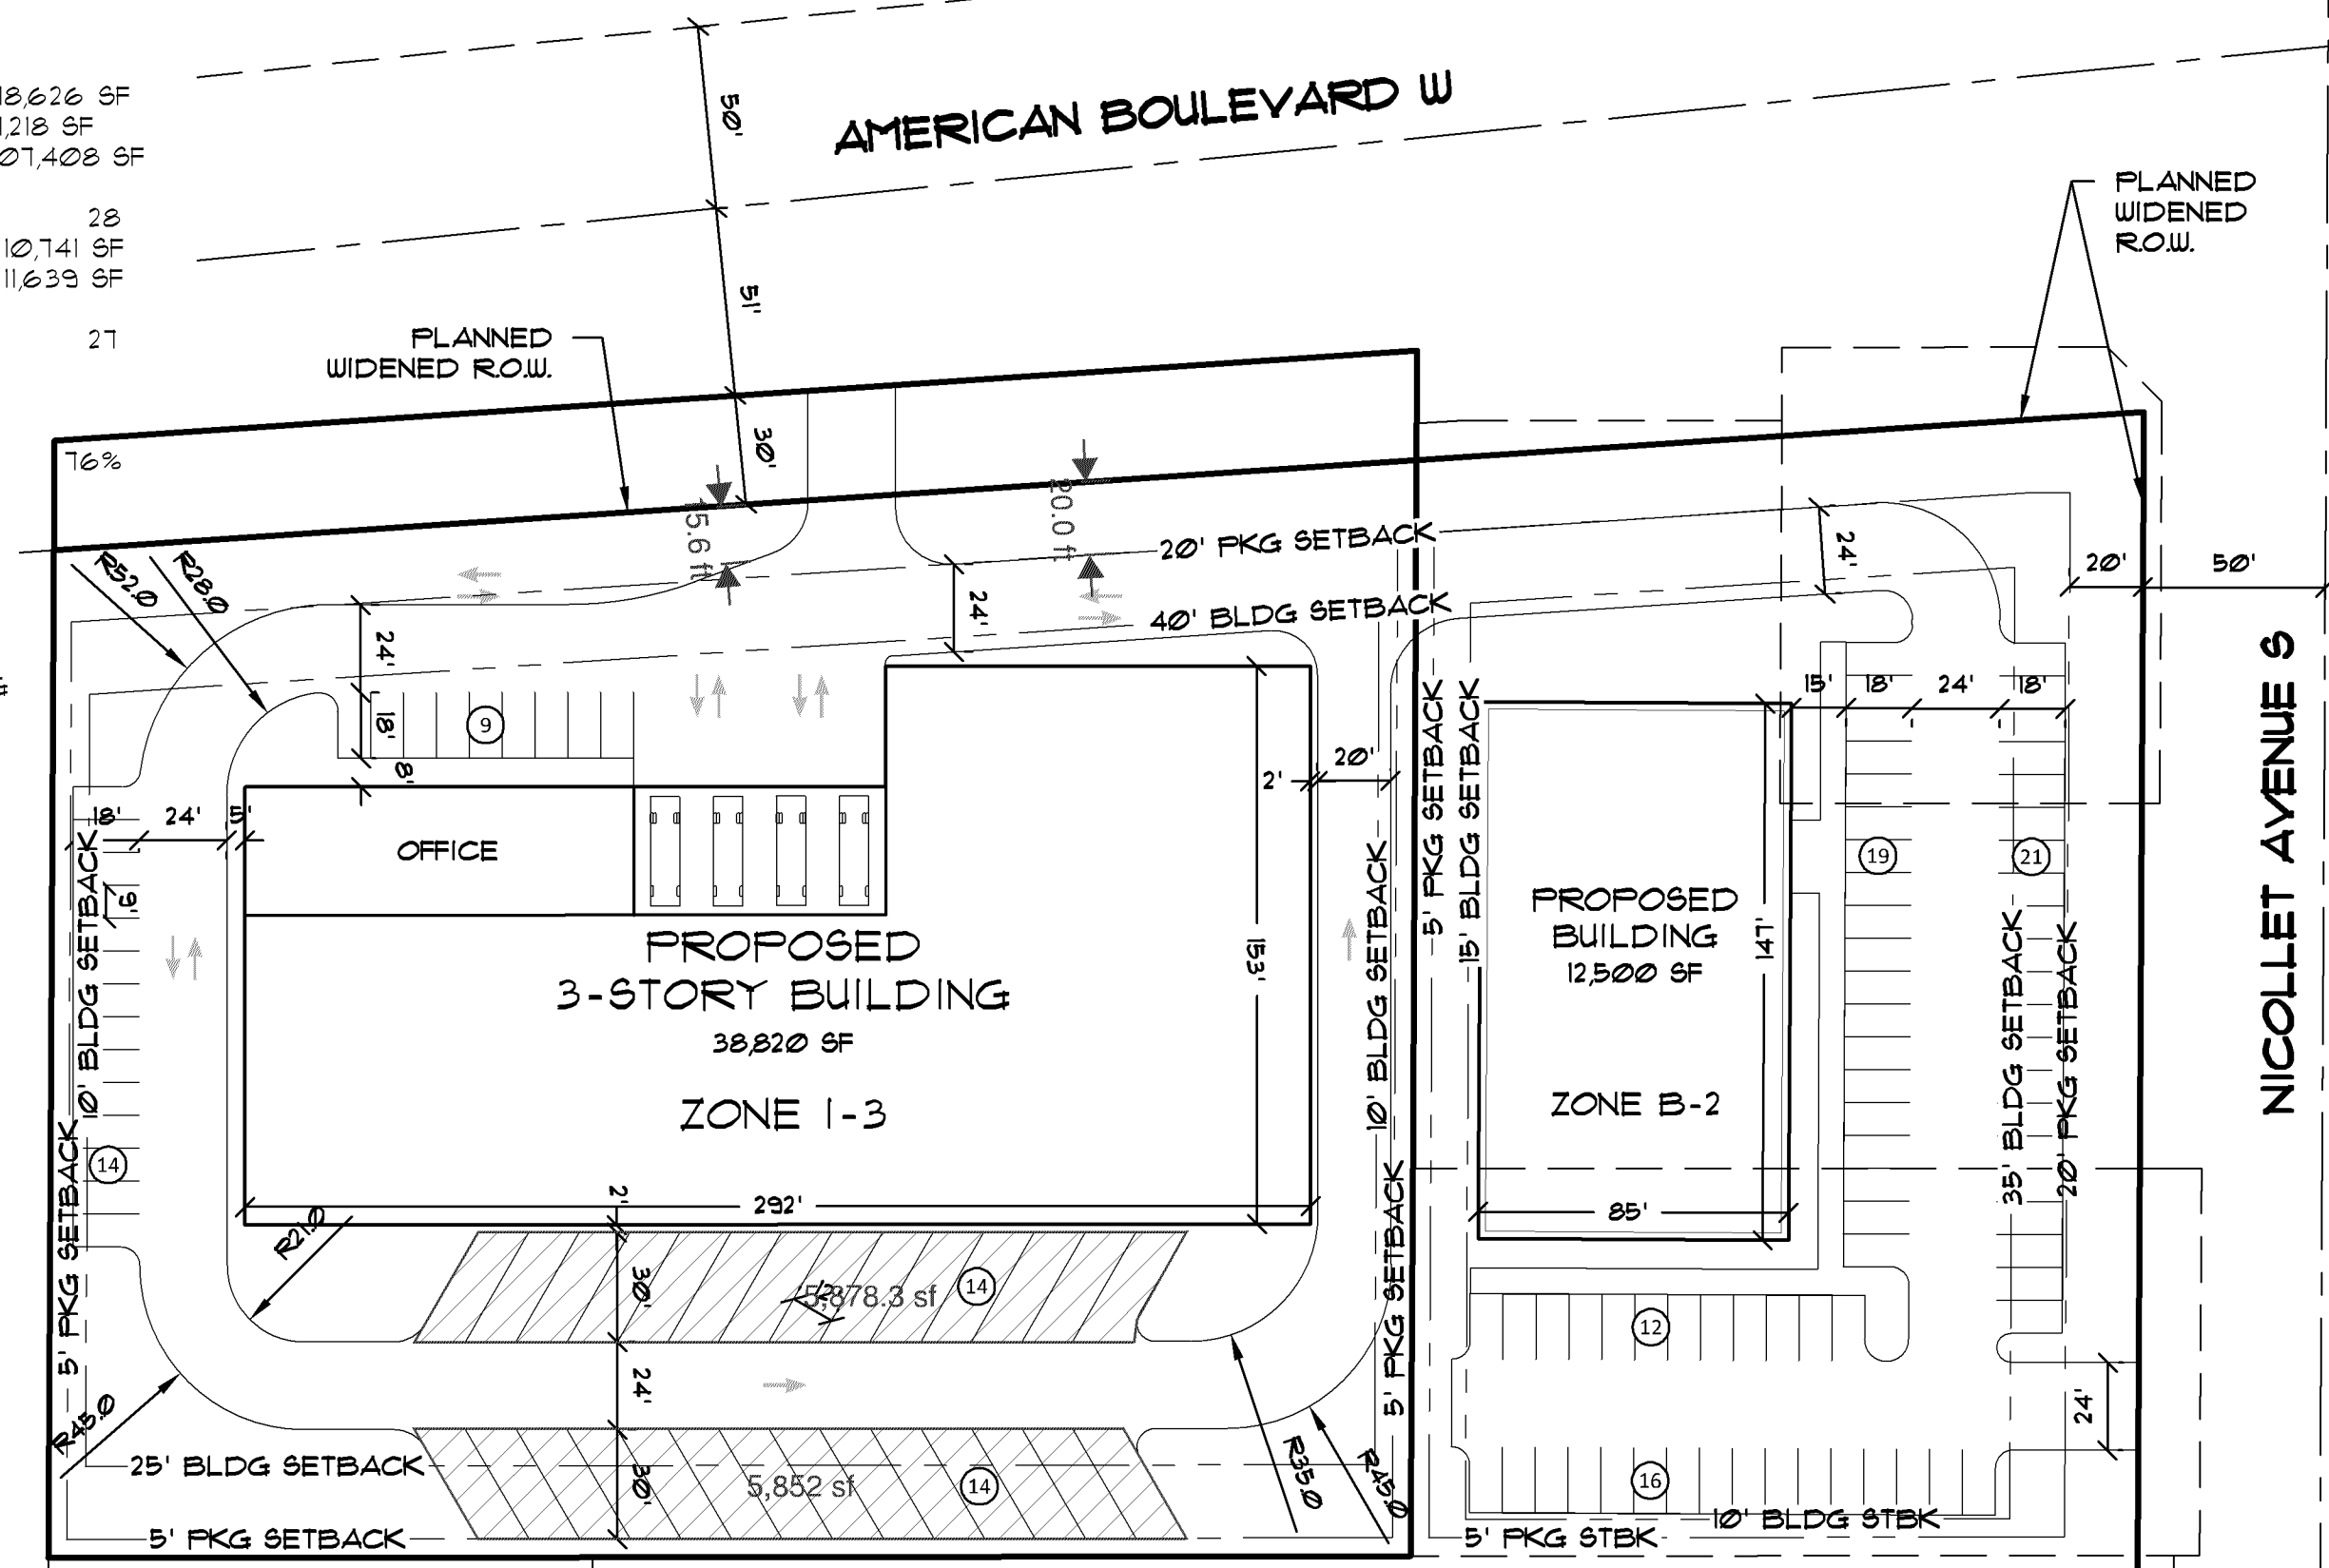 18,626 SF
1,218 SF
07,408 SF
28
10,741 SF
11,639 SF
27
AMERICAN BOULEVARD W
50'
51'
30'
PLANNED
WIDENED R.O.W.
PLANNED
WIDENED
R.O.W.
76%
R52.0
R28.0
15.6 ft
20.0 ft
20' PKG SETBACK
40' BLDG SETBACK
24'
24'
24'
20'
50'
NICOLLET AVENUE S
18'
9
8'
18'
24'
5'
9'
OFFICE
2'
20'
15'
18'
24'
18'
PROPOSED
3-STORY BUILDING
38,820 SF
ZONE I-3
153'
292'
2'
10' BLDG SETBACK
5' PKG SETBACK
14
10' BLDG SETBACK
5' PKG SETBACK
5' PKG SETBACK
15' BLDG SETBACK
PROPOSED
BUILDING
12,500 SF
ZONE B-2
147'
85'
19
21
35' BLDG SETBACK
20' PKG SETBACK
R21.0
30'
5,878.3 sf
14
24'
R45.0
25' BLDG SETBACK
30'
5,852 sf
14
5' PKG SETBACK
R35.0
R45.0
12
16
24'
10' BLDG STBK
5' PKG STBK